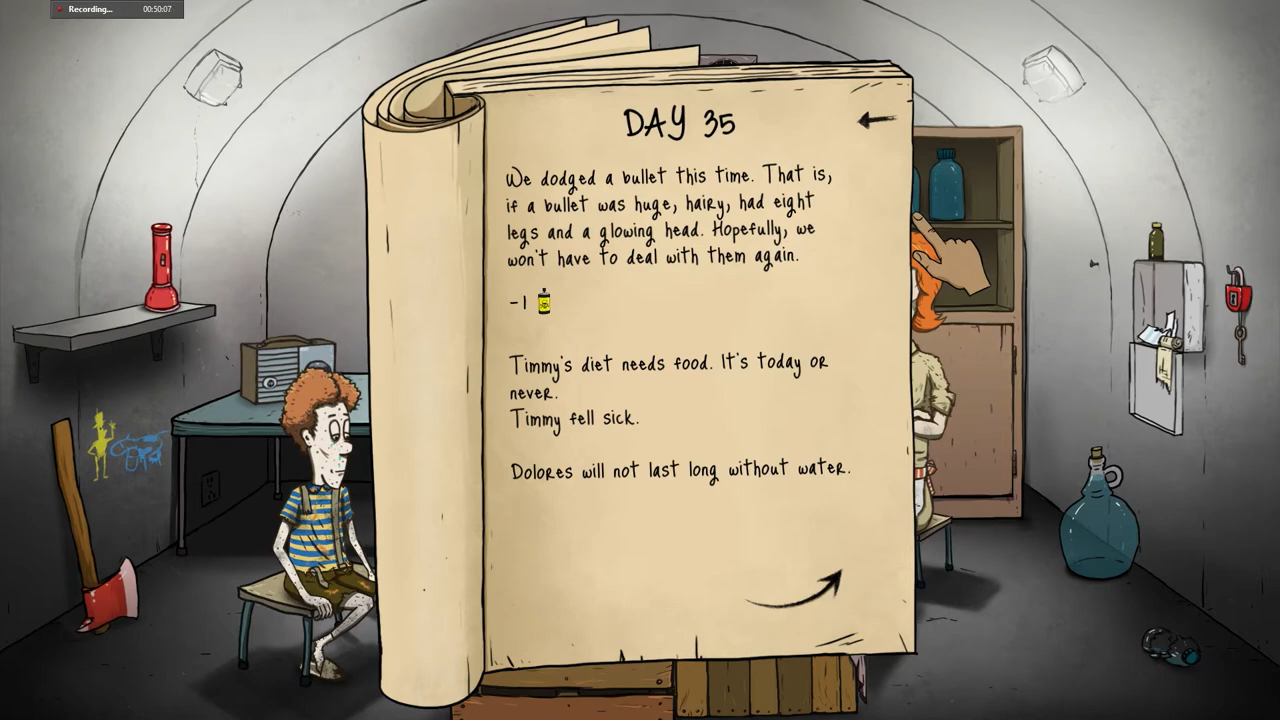 Recording... 00:50:07
DAY 35
We dodged a bullet this time. That is,
if a bullet was huge, hairy, had eight
legs and a glowing head. Hopefully, we
won't have to deal with them again.
-1
Timmy's diet needs food. It's today or
never.
Timmy fell sick.
Dolores will not last long without water.